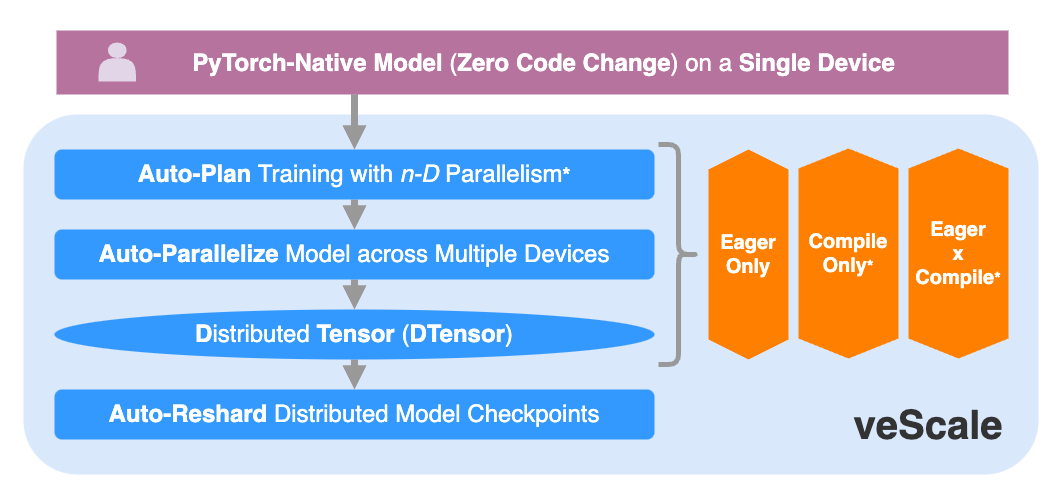 PyTorch-Native Model (Zero Code Change) on a Single Device
Auto-Plan Training with n-D Parallelism*
Auto-Parallelize Model across Multiple Devices
Distributed Tensor (DTensor)
Auto-Reshard Distributed Model Checkpoints
Eager
Only
Compile
Only*
Eager
x
Compile*
veScale